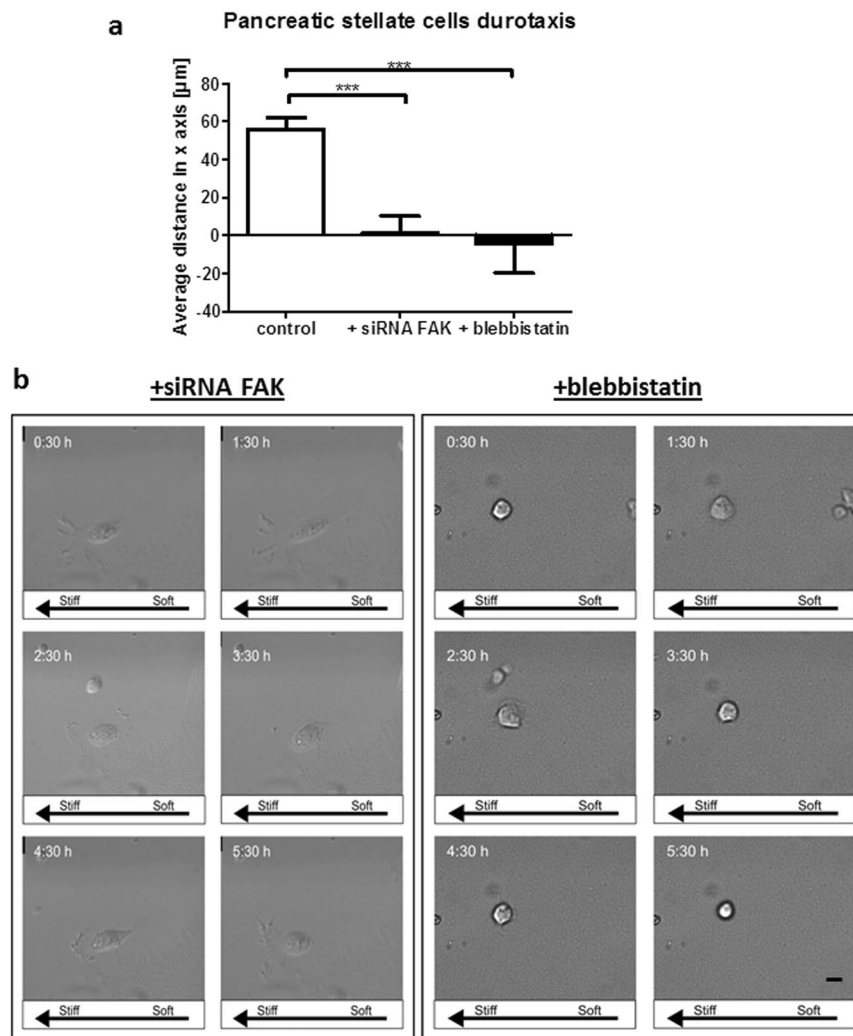 a
Pancreatic stellate cells durotaxis
Average distance in x axis [µm]
80
60
40
20
0
-20
-40
***
***
control
+ siRNA FAK
+ blebbistatin
b
+siRNA FAK
+blebbistatin
0:30 h
1:30 h
0:30 h
1:30 h
Stiff Soft
Stiff Soft
Stiff Soft
Stiff Soft
2:30 h
3:30 h
2:30 h
3:30 h
Stiff Soft
Stiff Soft
Stiff Soft
Stiff Soft
4:30 h
5:30 h
4:30 h
5:30 h
Stiff Soft
Stiff Soft
Stiff Soft
Stiff Soft